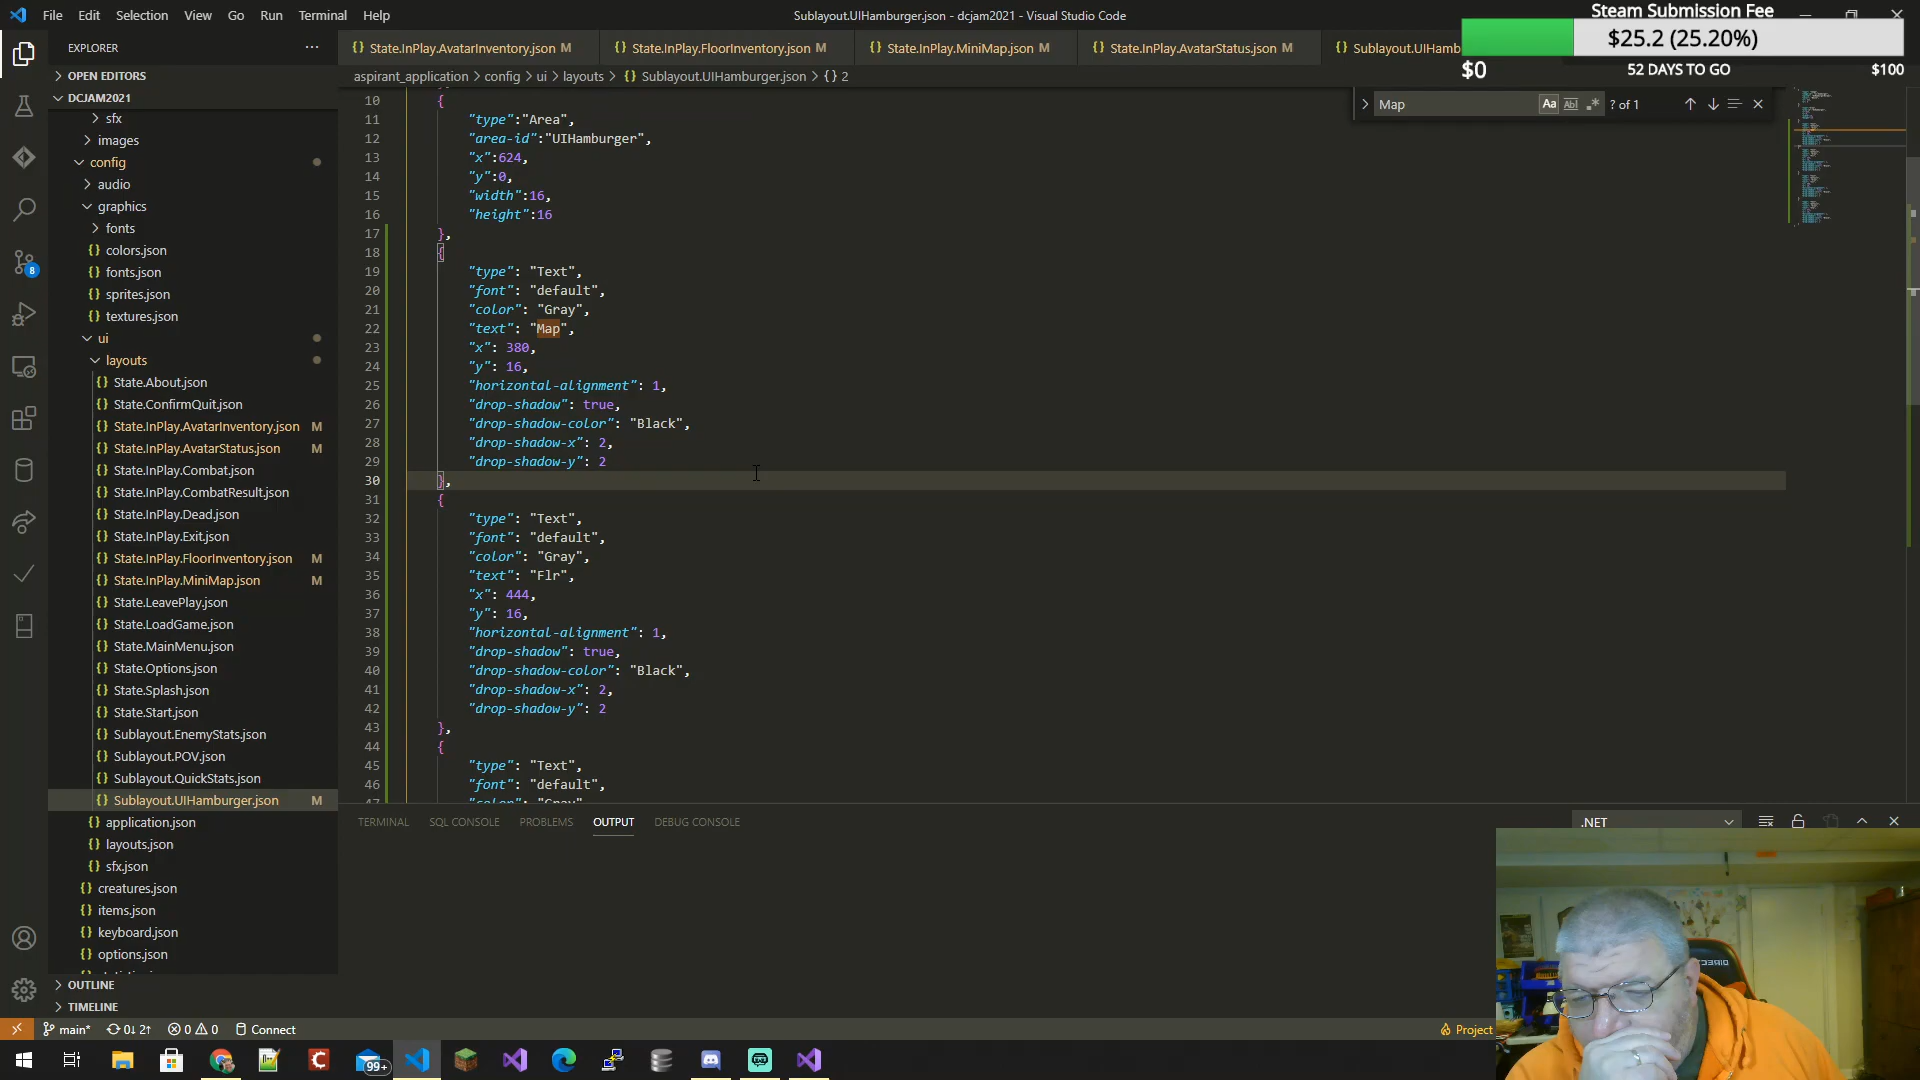 File Edit Selection View Go Run Terminal Help
Sublayout.UIHamburger.json - dcjam2021 - Visual Studio Code
Steam Submission Fee
$25.2 (25.20%)
$0 52 DAYS TO GO $100
EXPLORER
State.InPlay.AvatarInventory.json M
State.InPlay.FloorInventory.json M
State.InPlay.MiniMap.json M
State.InPlay.AvatarStatus.json M
Sublayout.UIHamb
OPEN EDITORS
aspirant_application > config > ui > layouts > {} Sublayout.UIHamburger.json > {} 2
Map Aa Abl .* ? of 1
DCJAM2021
sfx
images
config
audio
graphics
fonts
{} colors.json
{} fonts.json
{} sprites.json
{} textures.json
ui
layouts
{} State.About.json
{} State.ConfirmQuit.json
{} State.InPlay.AvatarInventory.json M
{} State.InPlay.AvatarStatus.json M
{} State.InPlay.Combat.json
{} State.InPlay.CombatResult.json
{} State.InPlay.Dead.json
{} State.InPlay.Exit.json
{} State.InPlay.FloorInventory.json M
{} State.InPlay.MiniMap.json M
{} State.LeavePlay.json
{} State.LoadGame.json
{} State.MainMenu.json
{} State.Options.json
{} State.Splash.json
{} State.Start.json
{} Sublayout.EnemyStats.json
{} Sublayout.POV.json
{} Sublayout.QuickStats.json
{} Sublayout.UIHamburger.json M
{} application.json
{} layouts.json
{} sfx.json
{} creatures.json
{} items.json
{} keyboard.json
{} options.json
OUTLINE
TIMELINE
10 {
11 "type":"Area",
12 "area-id":"UIHamburger",
13 "x":624,
14 "y":0,
15 "width":16,
16 "height":16
17 },
18 {
19 "type": "Text",
20 "font": "default",
21 "color": "Gray",
22 "text": "Map",
23 "x": 380,
24 "y": 16,
25 "horizontal-alignment": 1,
26 "drop-shadow": true,
27 "drop-shadow-color": "Black",
28 "drop-shadow-x": 2,
29 "drop-shadow-y": 2
30 },
31 {
32 "type": "Text",
33 "font": "default",
34 "color": "Gray",
35 "text": "Flr",
36 "x": 444,
37 "y": 16,
38 "horizontal-alignment": 1,
39 "drop-shadow": true,
40 "drop-shadow-color": "Black",
41 "drop-shadow-x": 2,
42 "drop-shadow-y": 2
43 },
44 {
45 "type": "Text",
46 "font": "default",
47 "color": "Gray"
TERMINAL SQL CONSOLE PROBLEMS OUTPUT DEBUG CONSOLE
.NET
8
main* 0↓ 2↑ 0 0 Connect
Project
99+